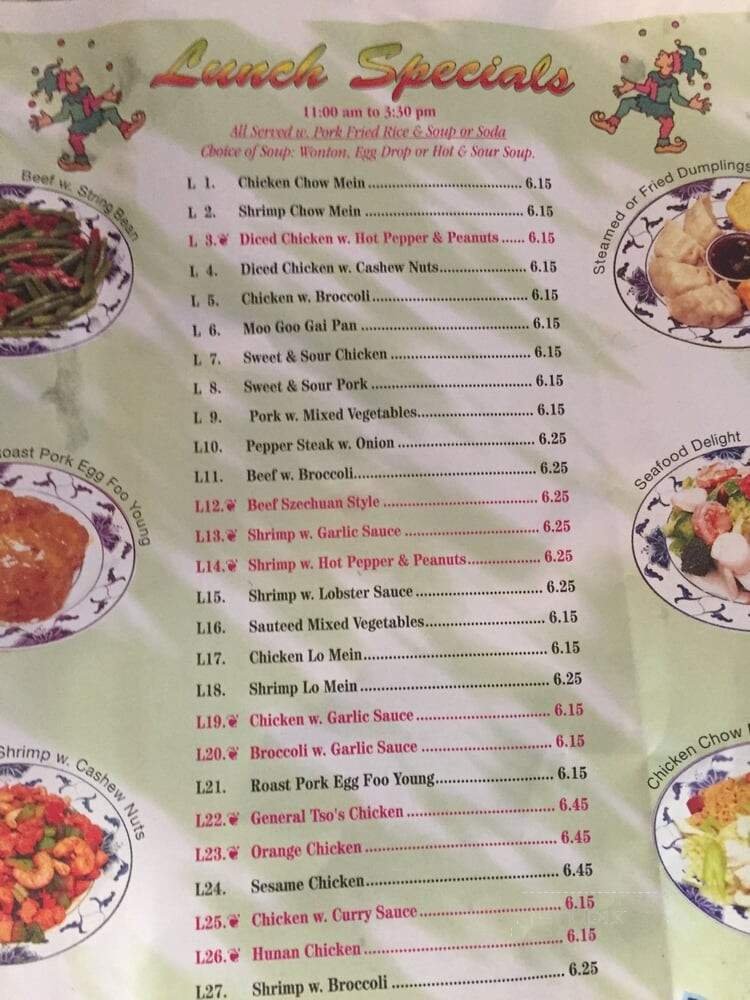 Lunch Specials
11:00 am to 3:30 pm
All Served w. Pork Fried Rice & Soup or Soda
Choice of Soup: Wonton, Egg Drop or Hot & Sour Soup.
L 1. Chicken Chow Mein 6.15
L 2. Shrimp Chow Mein 6.15
L 3. Diced Chicken w. Hot Pepper & Peanuts 6.15
L 4. Diced Chicken w. Cashew Nuts 6.15
L 5. Chicken w. Broccoli 6.15
L 6. Moo Goo Gai Pan 6.15
L 7. Sweet & Sour Chicken 6.15
L 8. Sweet & Sour Pork 6.15
L 9. Pork w. Mixed Vegetables 6.15
L10. Pepper Steak w. Onion 6.25
L11. Beef w. Broccoli 6.25
L12. Beef Szechuan Style 6.25
L13. Shrimp w. Garlic Sauce 6.25
L14. Shrimp w. Hot Pepper & Peanuts 6.25
L15. Shrimp w. Lobster Sauce 6.25
L16. Sauteed Mixed Vegetables 6.15
L17. Chicken Lo Mein 6.15
L18. Shrimp Lo Mein 6.25
L19. Chicken w. Garlic Sauce 6.15
L20. Broccoli w. Garlic Sauce 6.15
L21. Roast Pork Egg Foo Young 6.15
L22. General Tso's Chicken 6.45
L23. Orange Chicken 6.45
L24. Sesame Chicken 6.45
L25. Chicken w. Curry Sauce 6.15
L26. Hunan Chicken 6.15
L27. Shrimp w. Broccoli 6.25
Beef w. String Bean
oast Pork Egg Foo Young
Shrimp w. Cashew Nuts
Steamed or Fried Dumplings
Seafood Delight
Chicken Chow